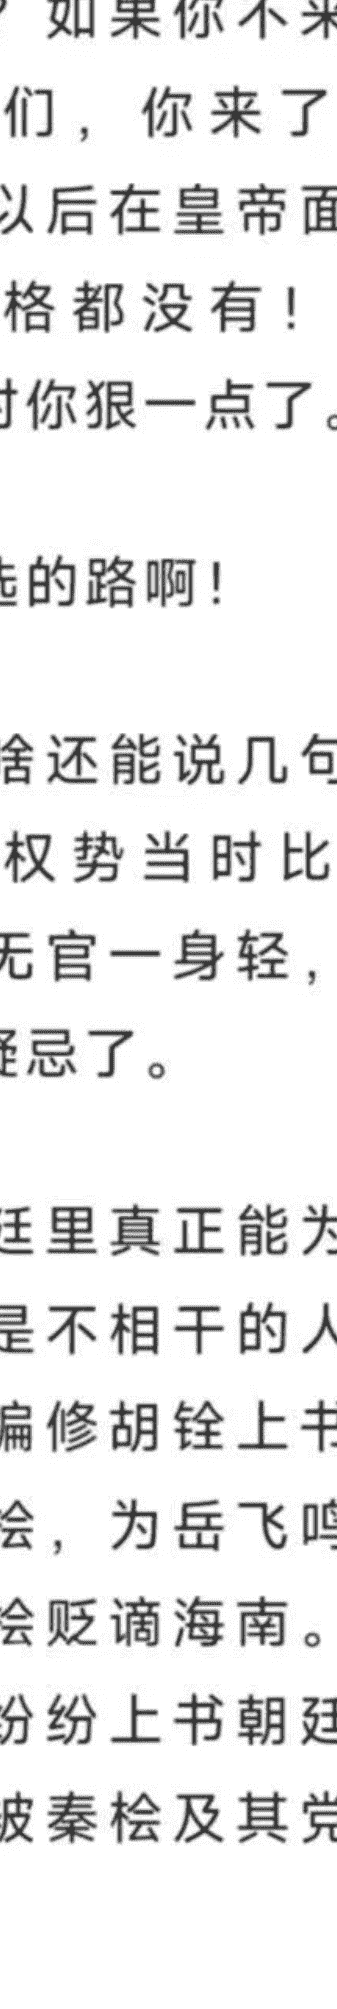 ？如果你不来
们，你来了
以后在皇帝面
格都没有！
对你狠一点了。
选的路啊！
啥还能说几句
权势当时比
无官一身轻，
疑忌了。
廷里真正能为
是不相干的人
编修胡铨上书
桧，为岳飞鸣
桧贬谪海南。
纷纷上书朝廷
被秦桧及其党